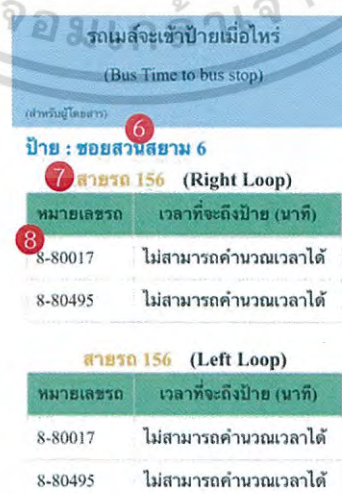 รถเมล์จะเข้าป้ายเมื่อไหร่
(Bus Time to bus stop)
(สำหรับผู้โดยสาร)
6
ป้าย : ซอยสวนสยาม 6
7 สายรถ 156 (Right Loop)
หมายเลขรถ เวลาที่จะถึงป้าย (นาที)
8
8-80017 ไม่สามารถคำนวณเวลาได้
8-80495 ไม่สามารถคำนวณเวลาได้
สายรถ 156 (Left Loop)
หมายเลขรถ เวลาที่จะถึงป้าย (นาที)
8-80017 ไม่สามารถคำนวณเวลาได้
8-80495 ไม่สามารถคำนวณเวลาได้